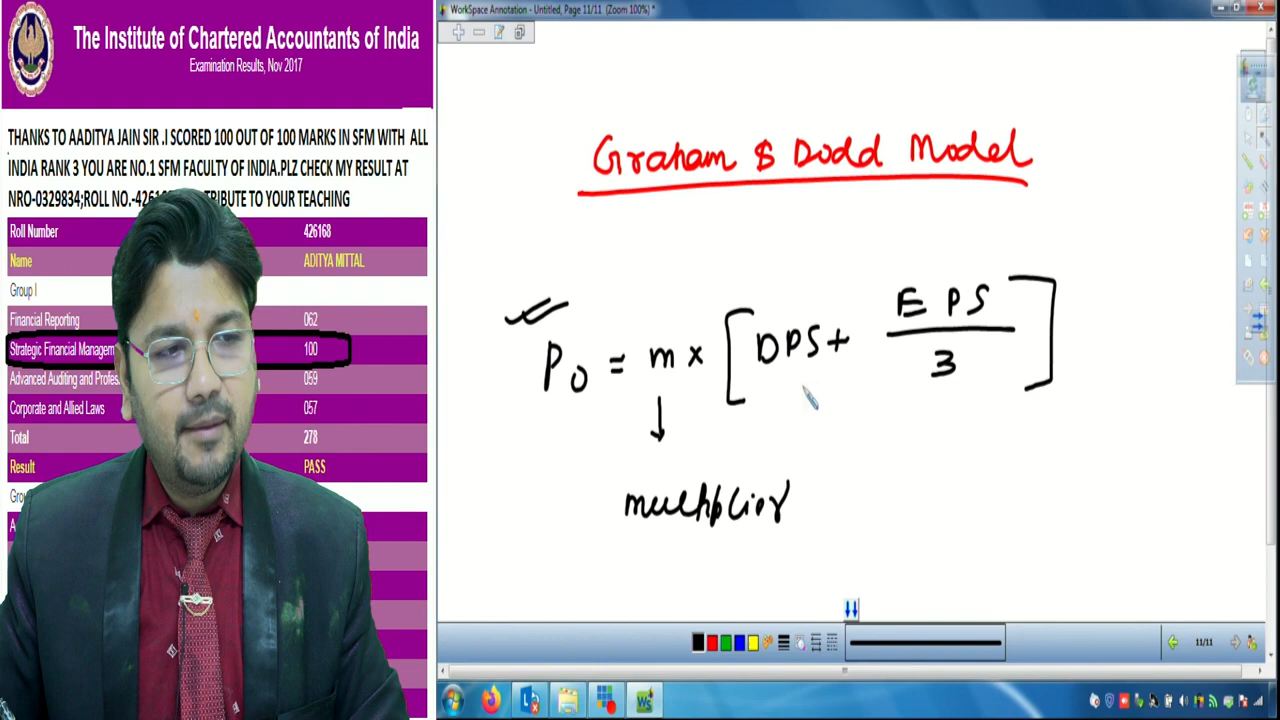 The Institute of Chartered Accountants of India
Examination Results, Nov 2017
THANKS TO AADITYA JAIN SIR .I SCORED 100 OUT OF 100 MARKS IN SFM WITH ALL
INDIA RANK 3 YOU ARE NO.1 SFM FACULTY OF INDIA.PLZ CHECK MY RESULT AT
NRO-0329834;ROLL NO.-426168 TO YOUR TEACHING
Roll Number 426168
Name ADITYA MITTAL
Group I
Financial Reporting 062
Strategic Financial 100
Advanced Auditing and 059
Corporate and Allied Laws 057
Total 278
Result PASS
WorkSpace Annotation - Untitled, Page 11/11 (Zoom 100%) *
Graham & Dodd Model
P0 = m × [DPS + EPS
3]
multiplier
11/11